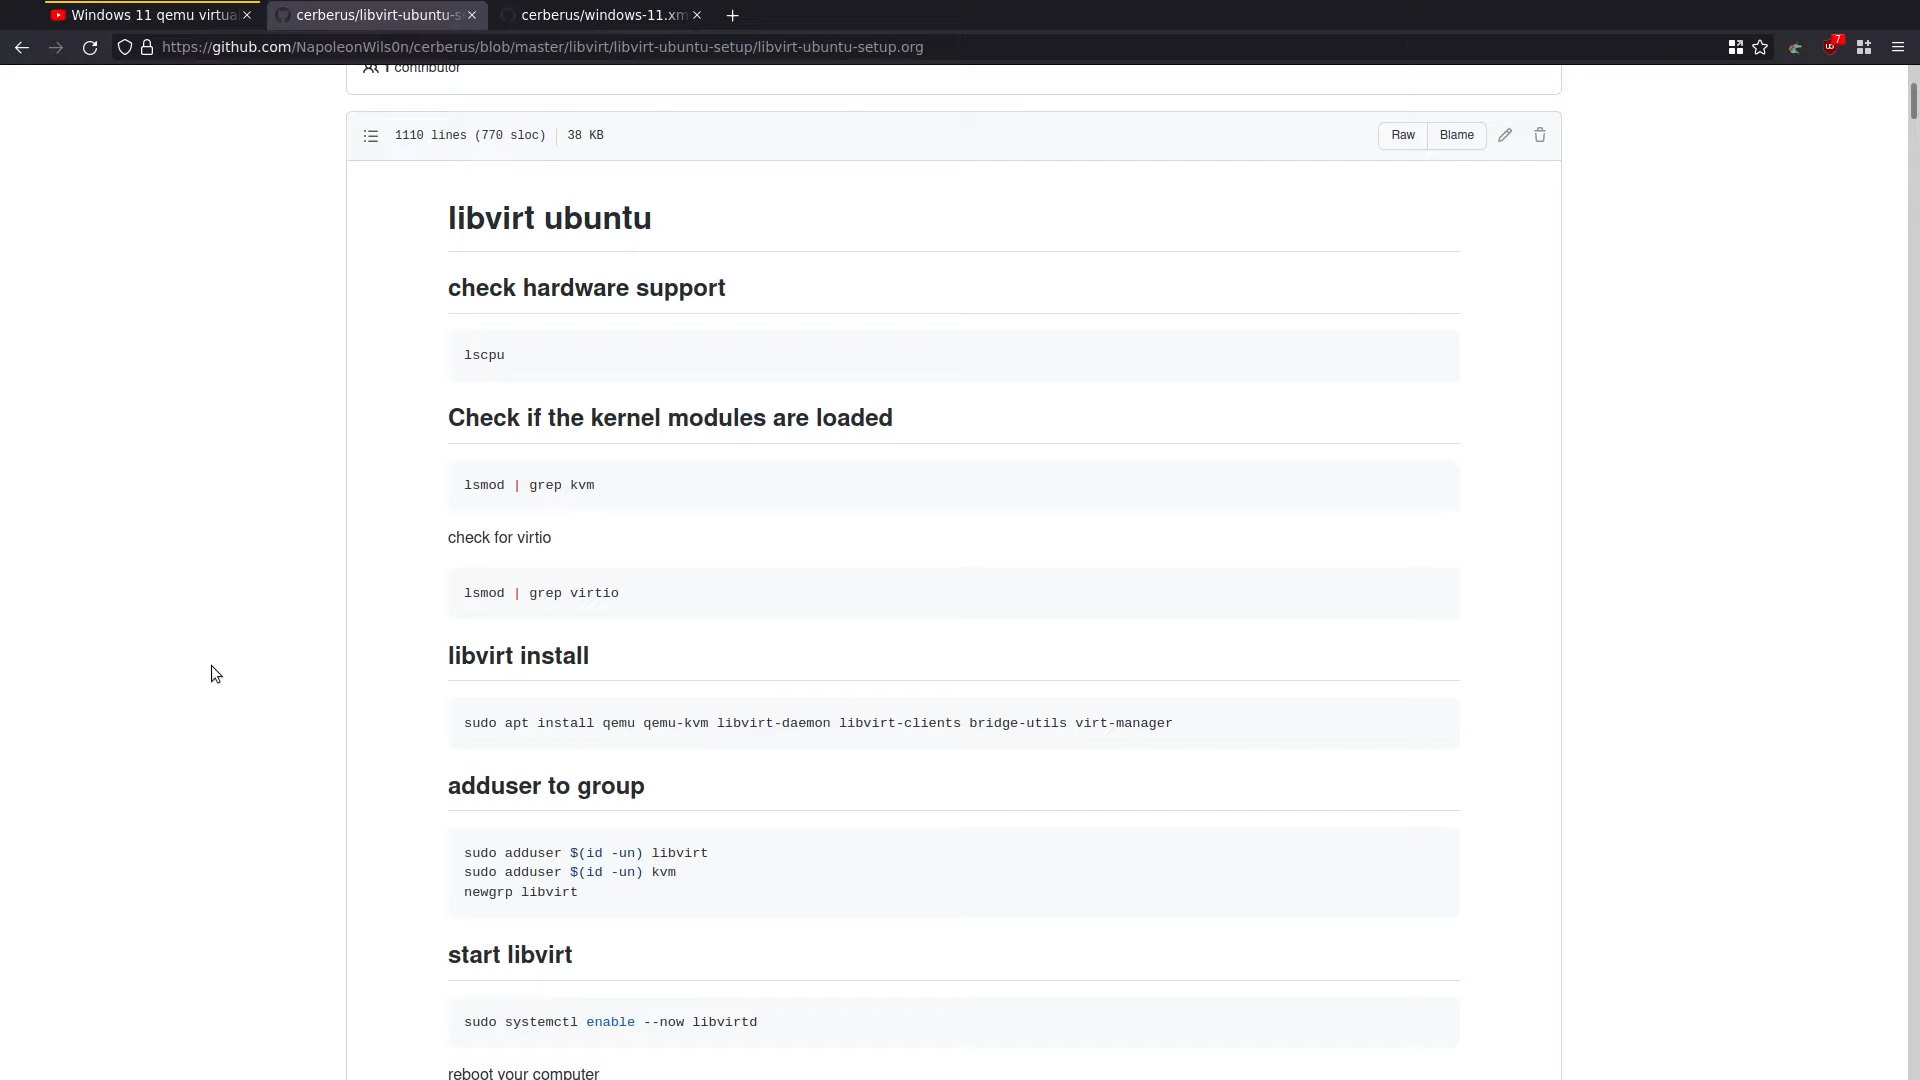 Windows 11 qemu virtua
cerberus/libvirt-ubuntu-s
cerberus/windows-11.xm
https://github.com/NapoleonWils0n/cerberus/blob/master/libvirt/libvirt-ubuntu-setup/libvirt-ubuntu-setup.org
7
1 contributor
1110 lines (770 sloc) | 38 KB
Raw
Blame
libvirt ubuntu
check hardware support
lscpu
Check if the kernel modules are loaded
lsmod | grep kvm
check for virtio
lsmod | grep virtio
libvirt install
sudo apt install qemu qemu-kvm libvirt-daemon libvirt-clients bridge-utils virt-manager
adduser to group
sudo adduser $(id -un) libvirt
sudo adduser $(id -un) kvm
newgrp libvirt
start libvirt
sudo systemctl enable --now libvirtd
reboot your computer